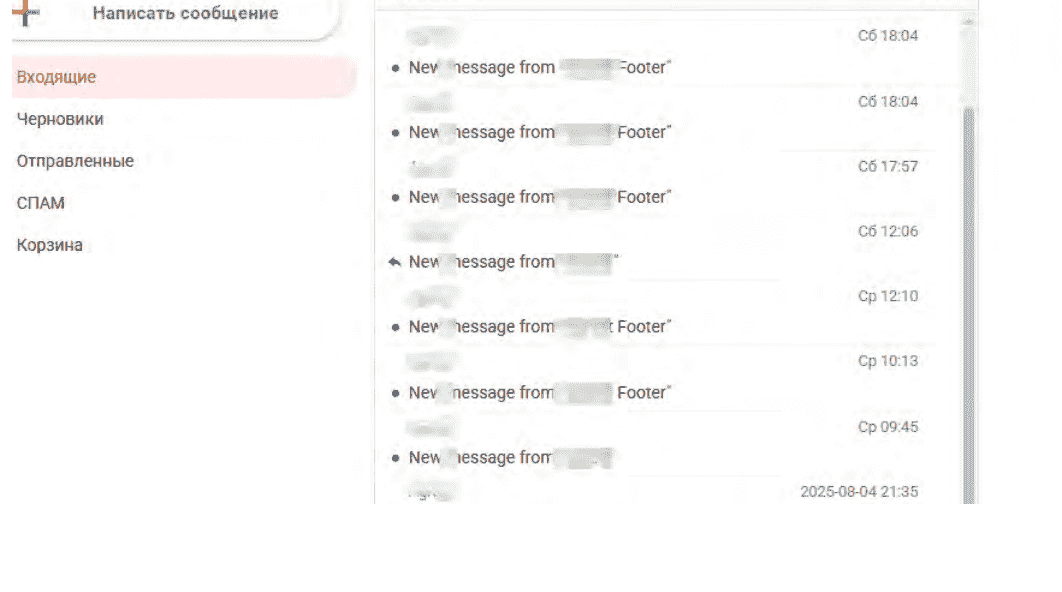 Написать сообщение
Входящие
Черновики
Отправленные
СПАМ
Корзина
Сб 18:04
New message from Footer"
Сб 18:04
New message from Footer"
Сб 17:57
New message from Footer"
Сб 12:06
New message from "
Ср 12:10
New message from t Footer"
Ср 10:13
New message from Footer"
Ср 09:45
New message from
2025-08-04 21:35